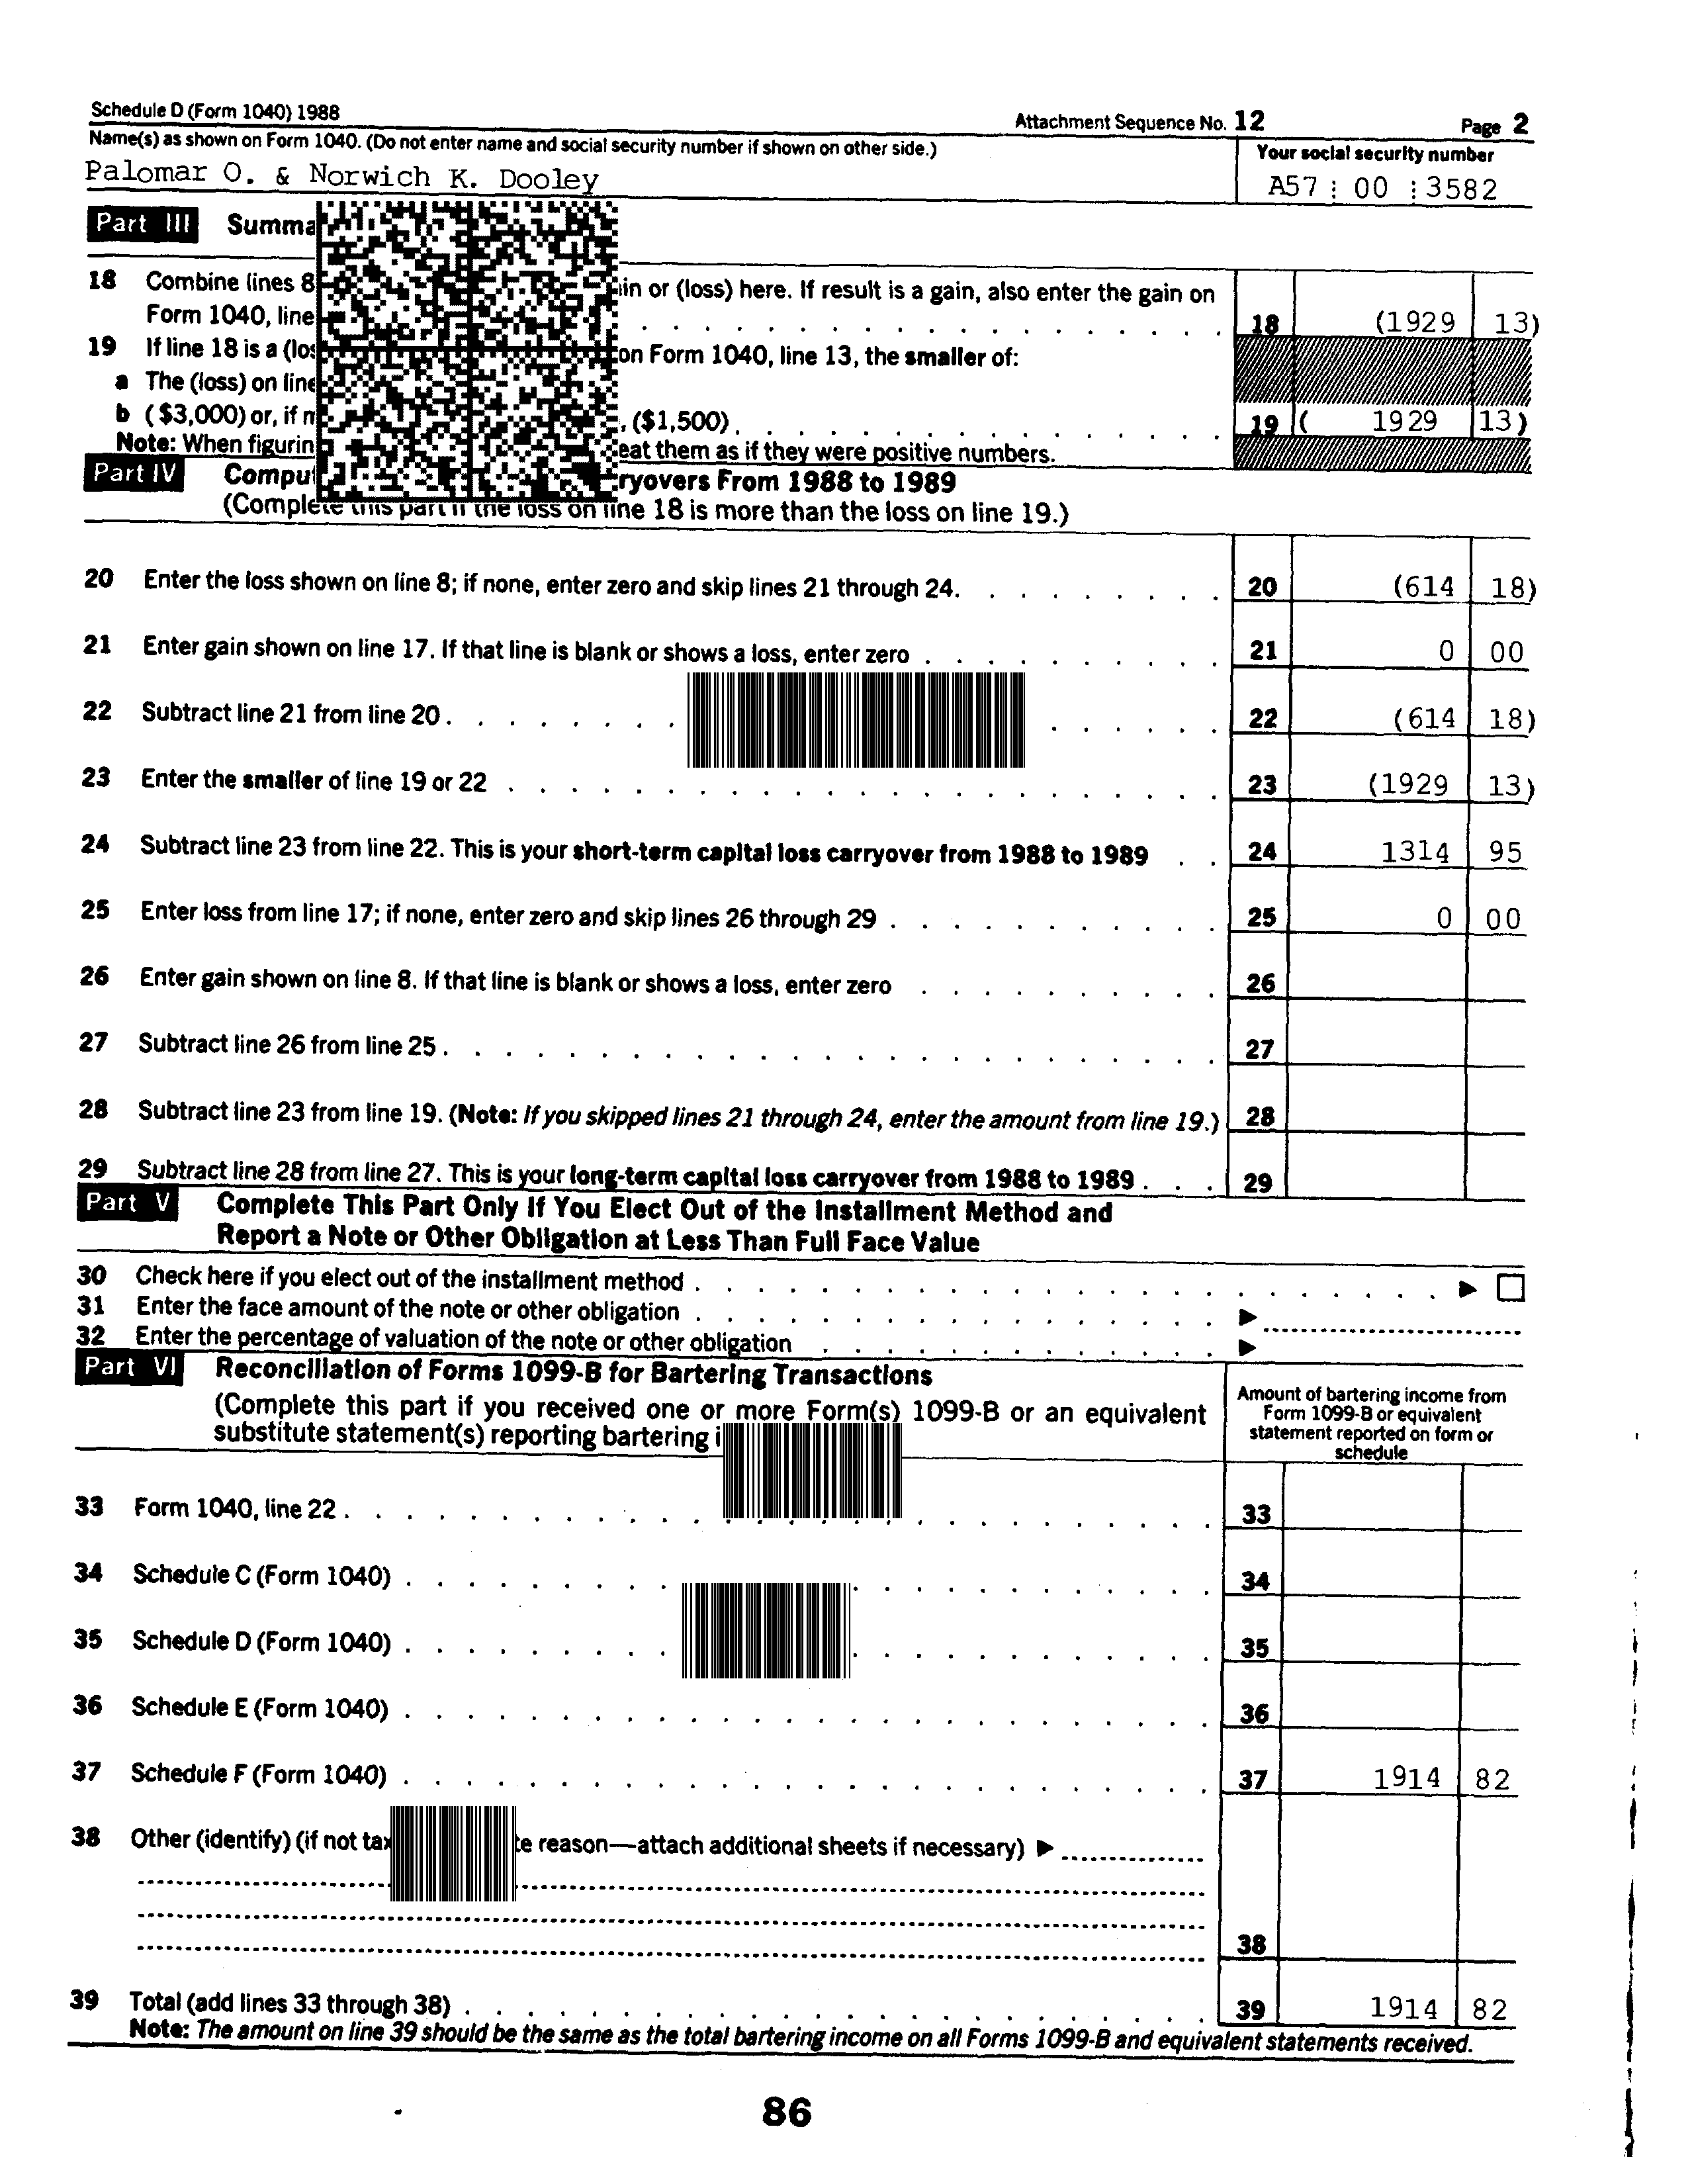 Schedule D (Form 1040) 1988 Attachment Sequence No. 12 Page 2
Name(s) as shown on Form 1040. (Do not enter name and social security number if shown on other side.) Your social security number
Palomar O. & Norwich K. Dooley A57 00 3582
Part III
18 Combine lines 8 in or (loss) here. If result is a gain, also enter the gain on
Form 1040, line 18 (1929 13)
19 If line 18 is a on Form 1040, line 13, the smaller of:
a The (loss) on line
b ($3,000) or, if , ($1,500) 19 ( 1929 13)
Note: When them as if they were positive numbers.
Part IV From 1988 to 1989
(Complete this part if the loss on line 18 is more than the loss on line 19.)
20 Enter the loss shown on line 8; if none, enter zero and skip lines 21 through 24. 20 (614 18)
21 Enter gain shown on line 17. If that line is blank or shows a loss, enter zero 21 0 00
22 Subtract line 21 from line 20 22 (614 18)
23 Enter the smaller of line 19 or 22 23 (1929 13)
24 Subtract line 23 from line 22. This is your short-term capital loss carryover from 1988 to 1989 24 1314 95
25 Enter loss from line 17; if none, enter zero and skip lines 26 through 29 25 0 00
26 Enter gain shown on line 8. If that line is blank or shows a loss, enter zero 26
27 Subtract line 26 from line 25 27
28 Subtract line 23 from line 19. (Note: If you skipped lines 21 through 24, enter the amount from line 19.) 28
29 Subtract line 28 from line 27. This is your long-term capital loss carryover from 1988 to 1989 29
Part V Complete This Part Only If You Elect Out of the Installment Method and
Report a Note or Other Obligation at Less Than Full Face Value
30 Check here if you elect out of the installment method
31 Enter the face amount of the note or other obligation
32 Enter the percentage of valuation of the note or other obligation
Part VI Reconciliation of Forms 1099-B for Bartering Transactions
(Complete this part if you received one or more Form(s) 1099-B or an equivalent
substitute statement(s) reporting bartering
Amount of bartering income from
Form 1099-B or equivalent
statement reported on form or
schedule
33 Form 1040, line 22 33
34 Schedule C (Form 1040) 34
35 Schedule D (Form 1040) 35
36 Schedule E (Form 1040) 36
37 Schedule F (Form 1040) 37 1914 82
38 Other (identify) (if not reason—attach additional sheets if necessary)
38
39 Total (add lines 33 through 38) 39 1914 82
Note: The amount on line 39 should be the same as the total bartering income on all Forms 1099-B and equivalent statements received.
86